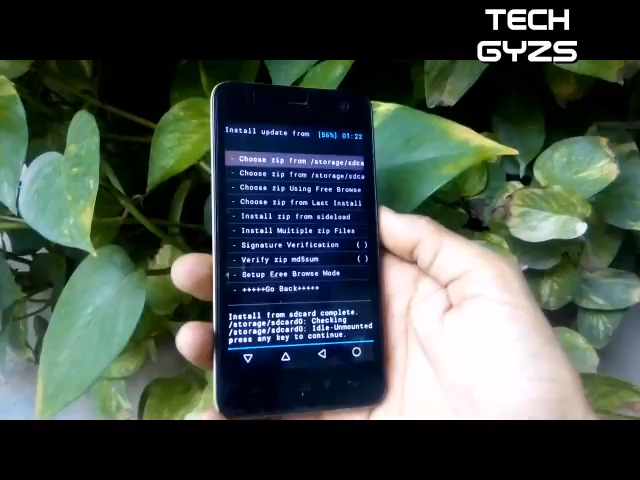 TECH
GYZS
Install update from [56%] 01:22
- Choose zip from /storage/sdca
- Choose zip from /storage/sdca
- Choose zip Using Free Browse
- Choose zip from Last Install
- Install zip from sideload
- Install Multiple zip Files
- Signature Verification ( )
- Verify zip md5sum ( )
- Setup Free Browse Mode
- +++++Go Back+++++
Install from sdcard complete.
/storage/sdcard0: Checking
/storage/sdcard0: Idle-Unmounted
press any key to continue.